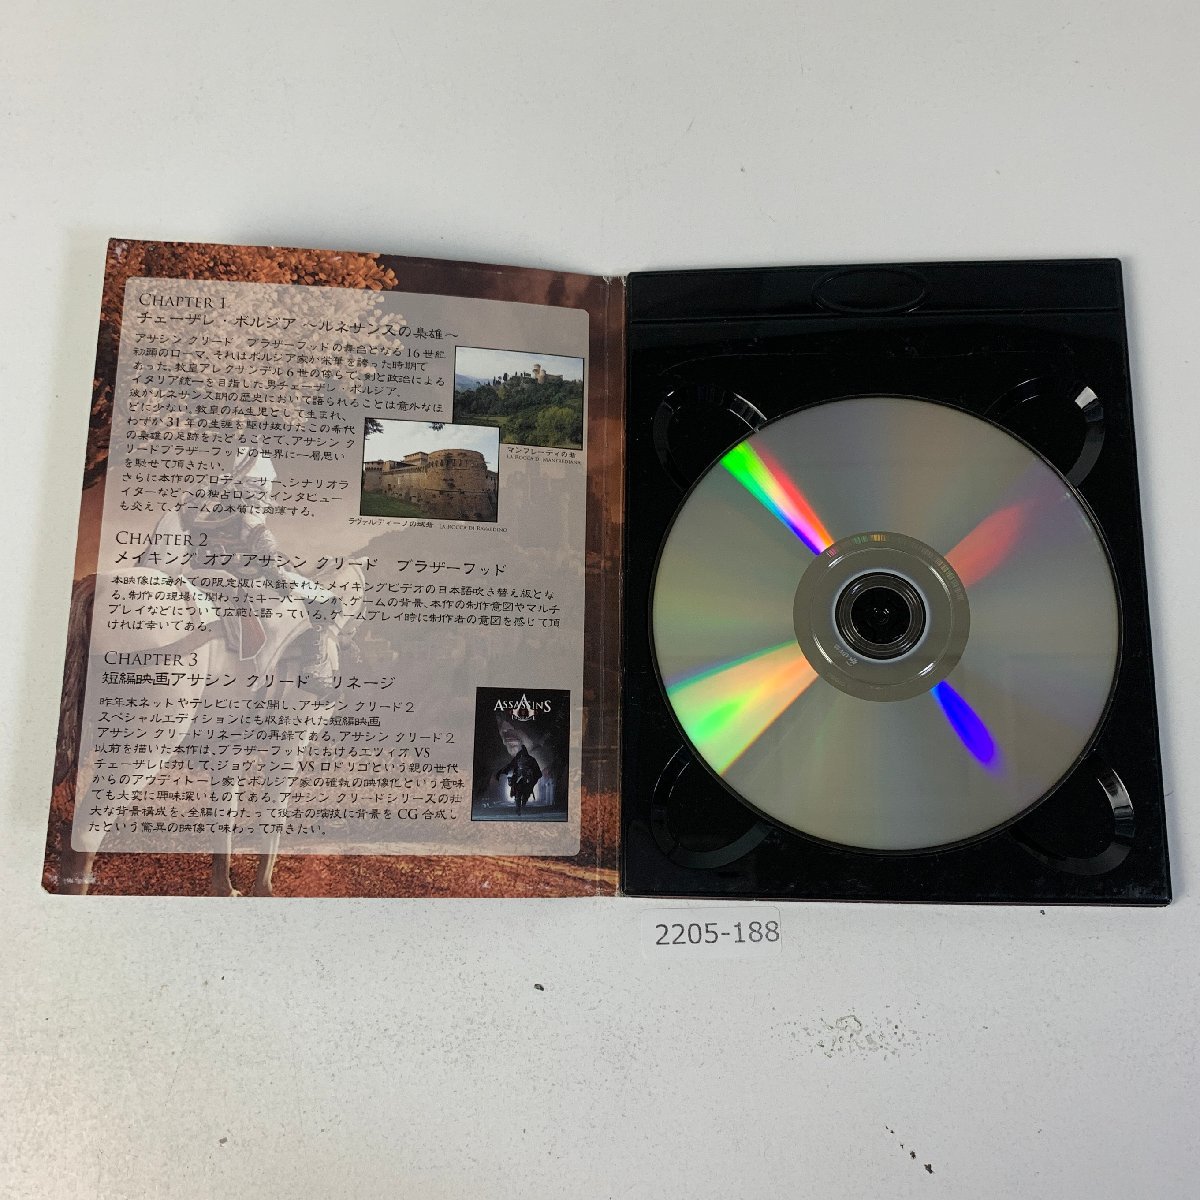 CHAPTER 1
チェーザレ・ボルジア ～ルネサンスの梟雄～
アサシン クリード ブラザーフッドの舞台となる16世紀
初頭のローマ、それはボルジア家が栄華を誇った時期で
あった。教皇アレクサンデル6世の傍らで、剣と政治による
イタリア統一を目指した男チェーザレ・ボルジア。
彼がルネサンス期の歴史において語られることは意外なほ
どに少ない。教皇の私生児として生まれ、
わずか31年の生涯を駆け抜けたこの希代
の梟雄の足跡をたどることで、アサシン ク
リードブラザーフッドの世界に一層思い
を馳せて頂きたい。
さらに本作のプロデューサー、シナリオラ
イターなどへの独占ロングインタビュー
も交えて、ゲームの本質に肉薄する。
マンフレーディの砦
LA ROCCA DI MANFREDIANA
ラヴァルディーノの城砦 LA ROCCA DI RAVALDINO
CHAPTER 2
メイキング オブ アサシン クリード ブラザーフッド
本映像は海外での限定版に収録されたメイキングビデオの日本語吹き替え版とな
る。制作の現場に関わったキーパーソンが、ゲームの背景、本作の制作意図やマルチ
プレイなどについて広範に語っている。ゲームプレイ時に制作者の意図を感じて頂
ければ幸いである。
CHAPTER 3
短編映画アサシン クリード リネージ
昨年末ネットやテレビにて公開し、アサシン クリード2
スペシャルエディションにも収録された短編映画
アサシン クリードリネージの再録である。アサシン クリード2
以前を描いた本作は、ブラザーフッドにおけるエツィオ VS
チェーザレに対して、ジョヴァンニ VS ロドリゴという親の世代
からのアウディトーレ家とボルジア家の確執の映像化という意味
でも大変に興味深いものである。アサシン クリードシリーズの壮
大な背景構成を、全編にわたって役者の演技に背景を CG 合成し
たという驚異の映像で味わって頂きたい。
ASSASSIN'S
2205-188